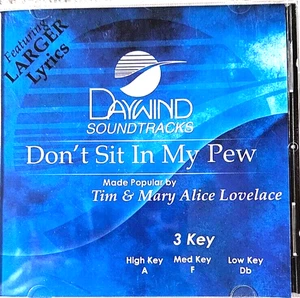 Featuring
LARGER
Lyrics
DAYWIND
SOUNDTRACKS
Don't Sit In My Pew
Made Popular by
Tim & Mary Alice Lovelace
3 Key
High Key Med Key Low Key
A F Db